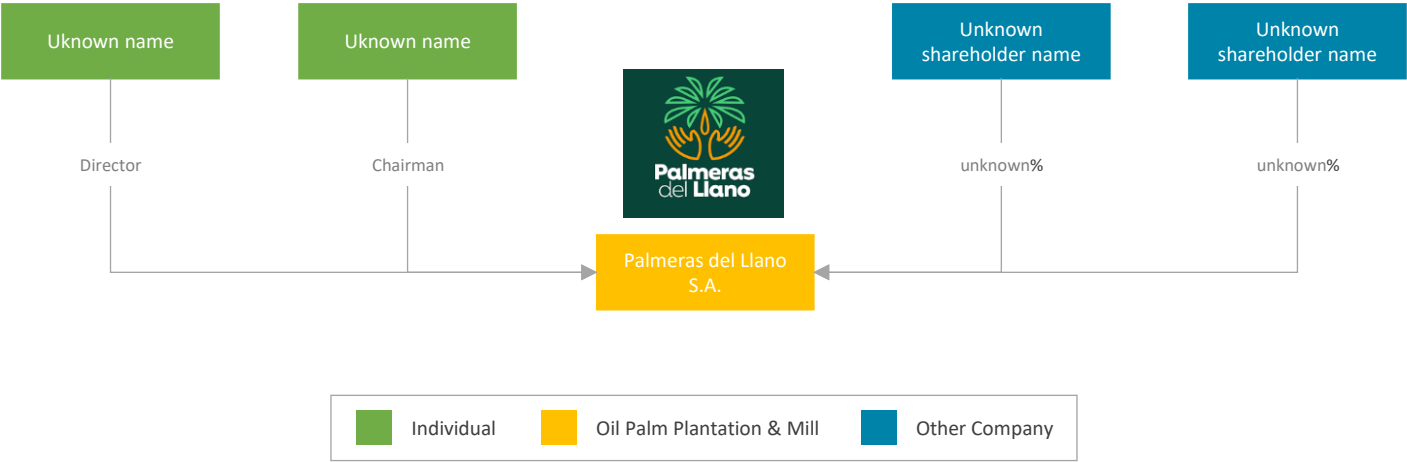 Uknown name
Uknown name
Unknown
shareholder name
Unknown
shareholder name
Director
Chairman
Palmeras
del Llano
unknown%
unknown%
Palmeras del Llano
S.A.
Individual
Oil Palm Plantation & Mill
Other Company